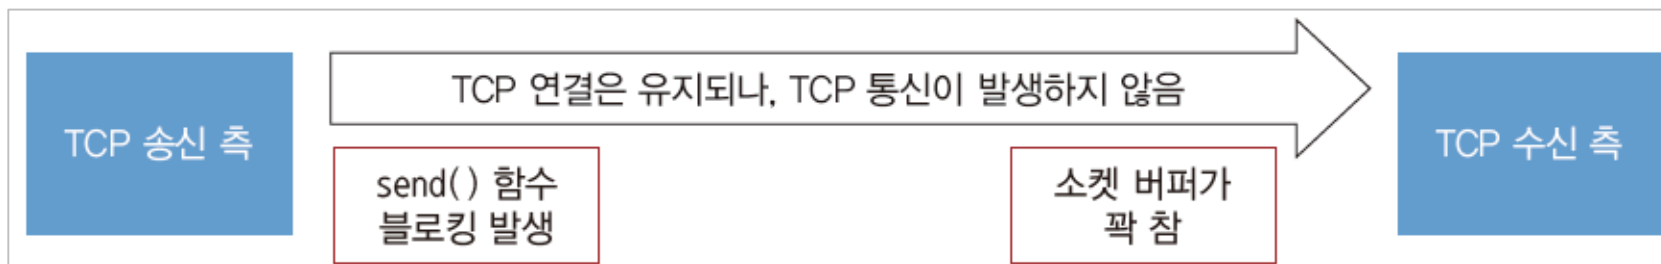 TCP 송신 측
TCP 연결은 유지되나, TCP 통신이 발생하지 않음
TCP 수신 측
send() 함수
블로킹 발생
소켓 버퍼가
꽉 참